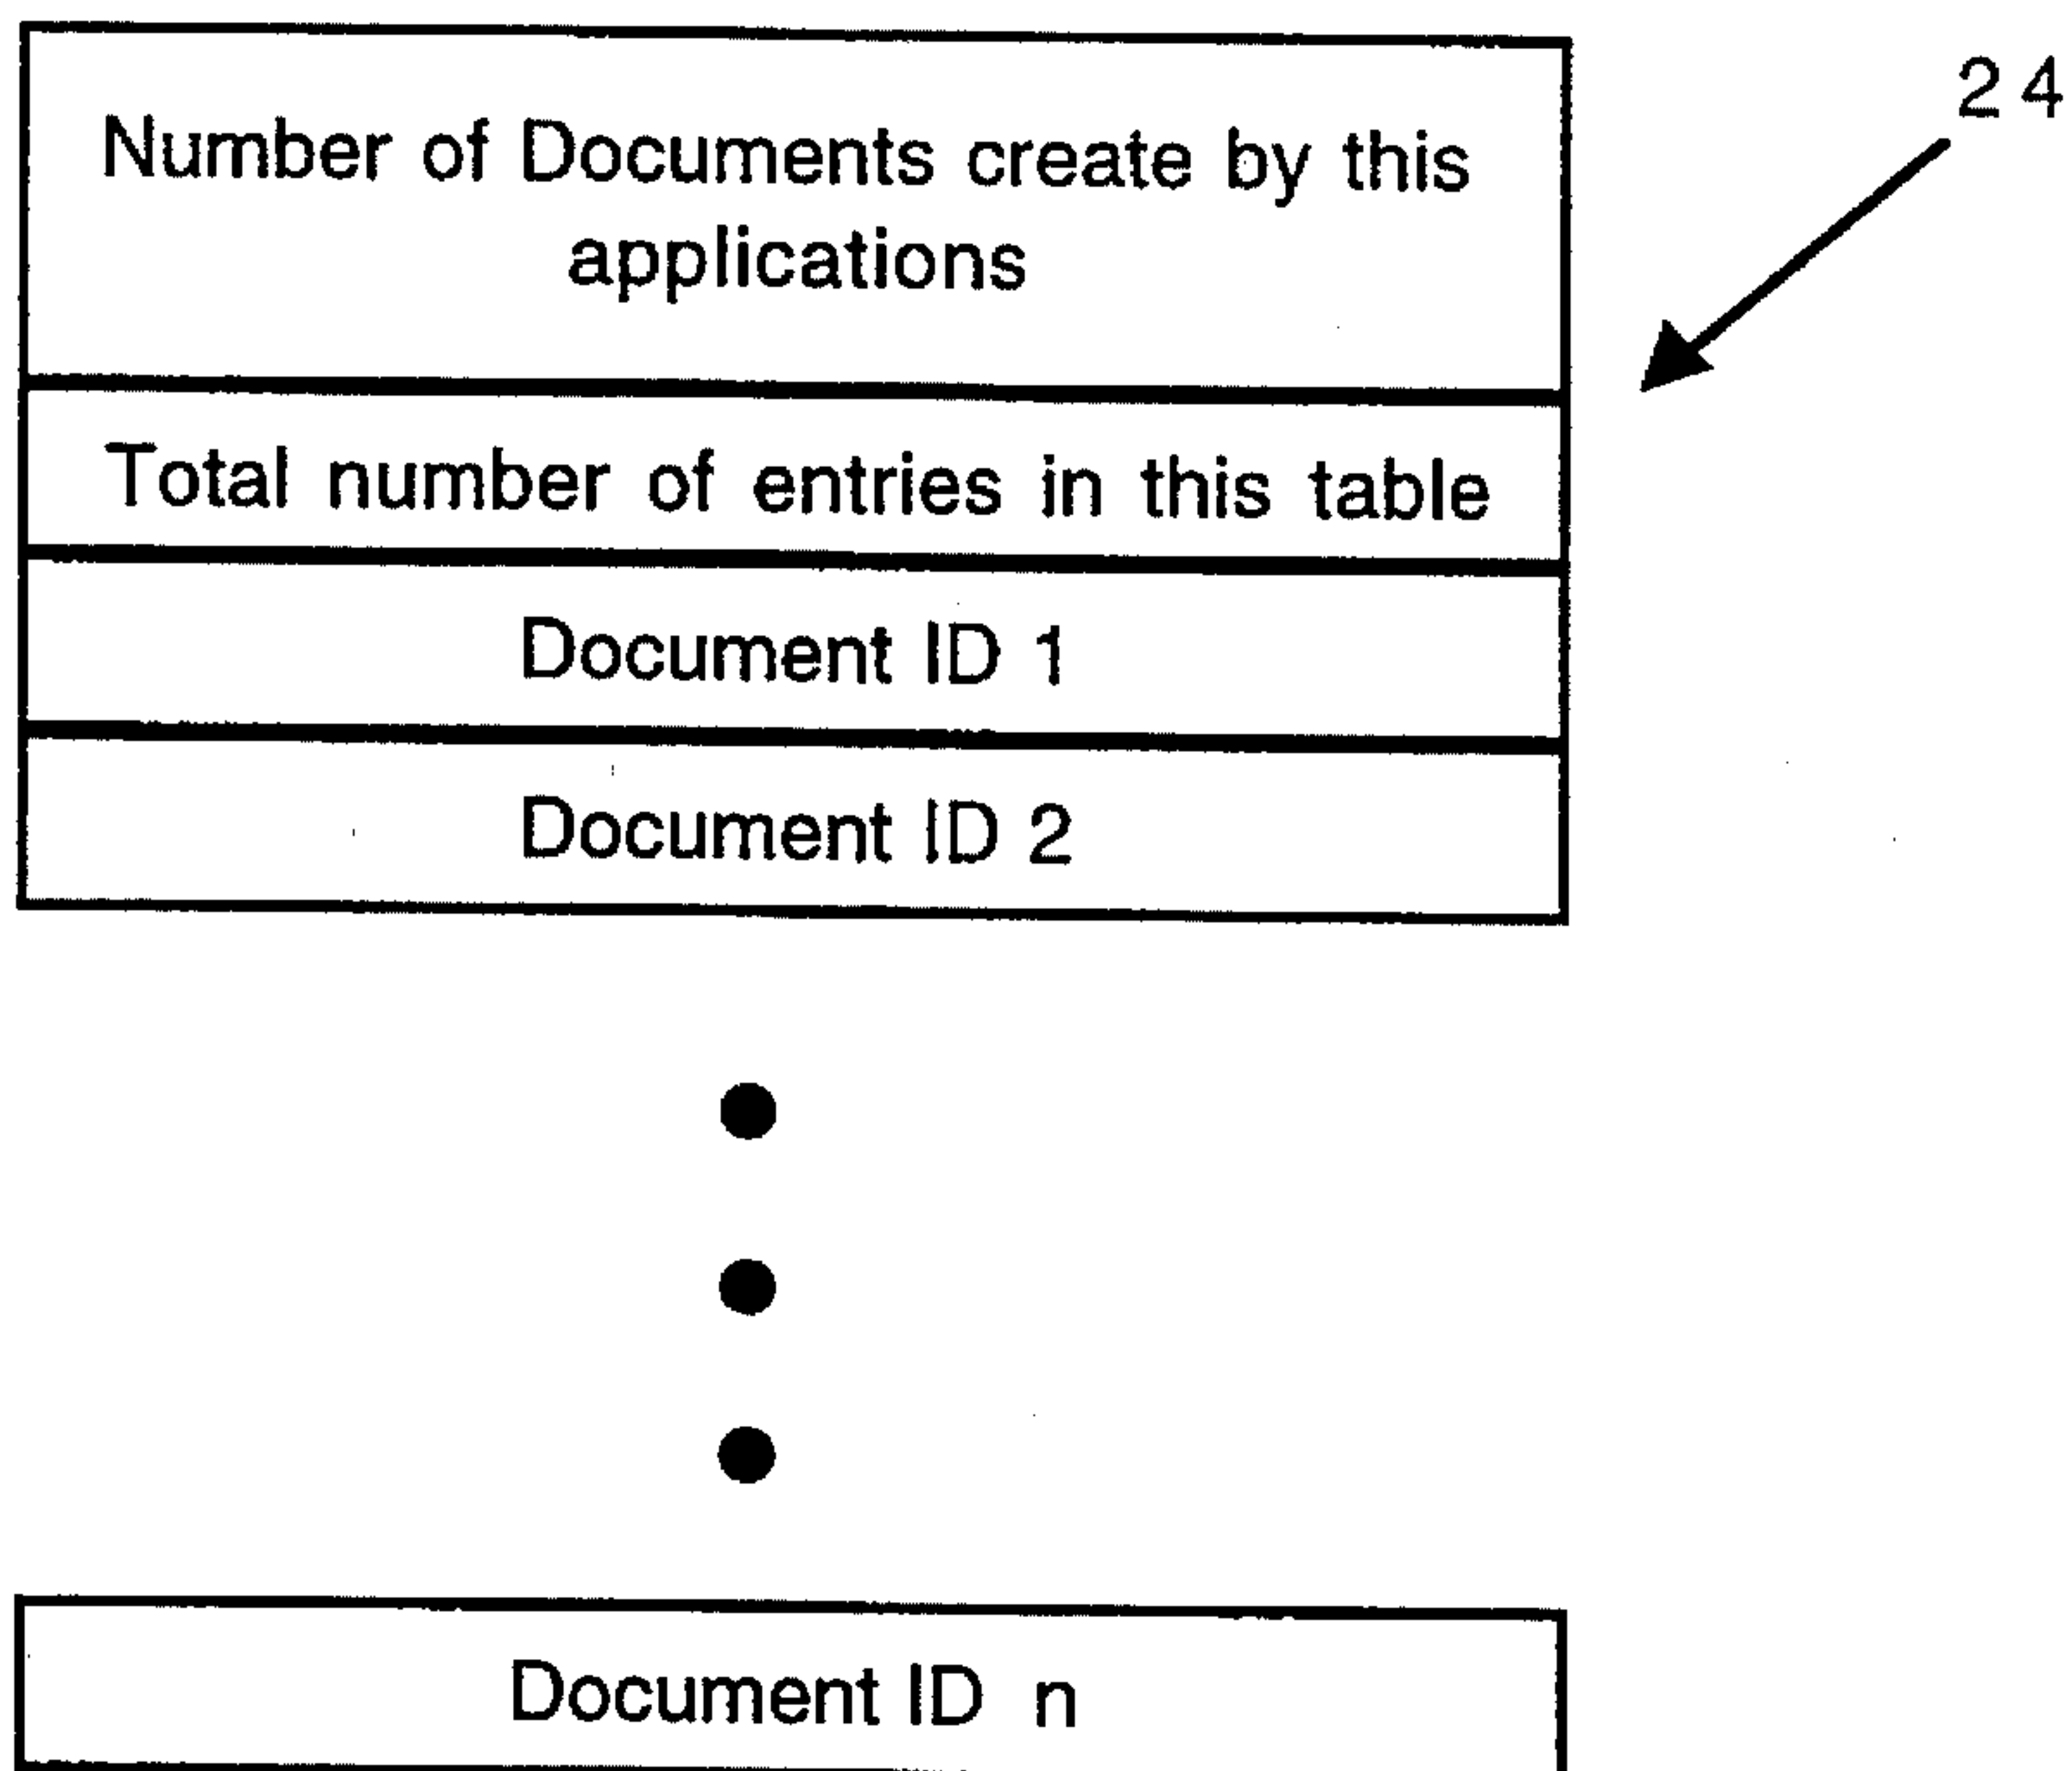 24
Number of Documents create by this
applications
Total number of entries in this table
Document ID 1
Document ID 2
Document ID n